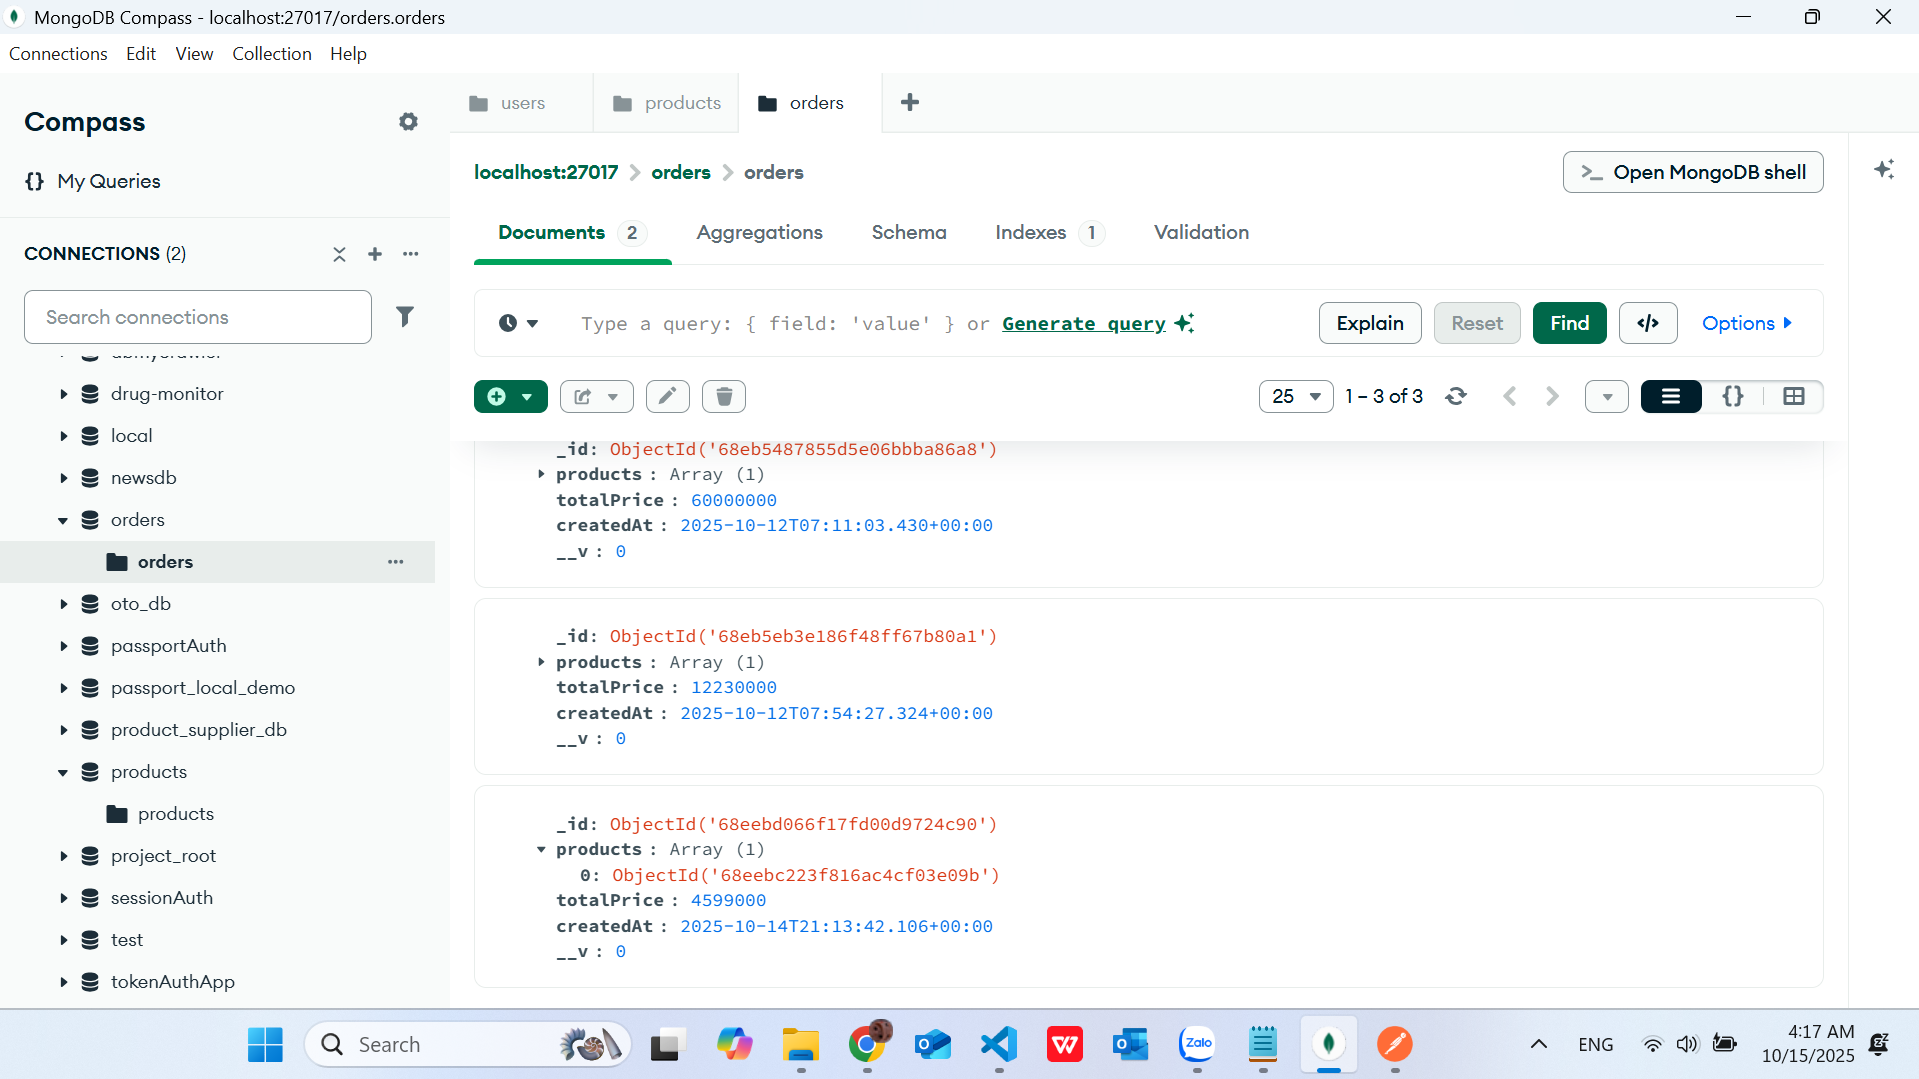 MongoDB Compass - localhost:27017/orders.orders
Connections Edit View Collection Help
Compass
My Queries
CONNECTIONS (2)
Search connections
drug-monitor
local
newsdb
orders
orders
oto_db
passportAuth
passport_local_demo
product_supplier_db
products
products
project_root
sessionAuth
test
tokenAuthApp
users products orders
localhost:27017 orders orders
Open MongoDB shell
Documents 2 Aggregations Schema Indexes 1 Validation
Type a query: { field: 'value' } or Generate query
Explain Reset Find </> Options
25 1 – 3 of 3 {}
_id: ObjectId('68eb5487855d5e06bbba86a8')
products : Array (1)
totalPrice : 60000000
createdAt : 2025-10-12T07:11:03.430+00:00
__v : 0
_id: ObjectId('68eb5eb3e186f48ff67b80a1')
products : Array (1)
totalPrice : 12230000
createdAt : 2025-10-12T07:54:27.324+00:00
__v : 0
_id: ObjectId('68eebd066f17fd00d9724c90')
products : Array (1)
0: ObjectId('68eebc223f816ac4cf03e09b')
totalPrice : 4599000
createdAt : 2025-10-14T21:13:42.106+00:00
__v : 0
Search
Zalo
ENG
4:17 AM
10/15/2025